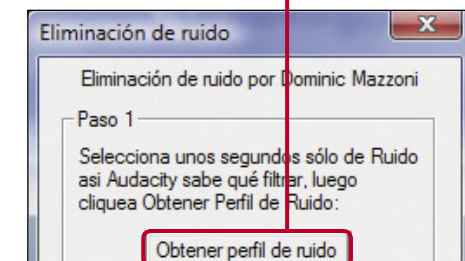 Eliminación de ruido
Eliminación de ruido por Dominic Mazzoni
Paso 1
Selecciona unos segundos sólo de Ruido
asi Audacity sabe qué filtrar, luego
cliquea Obtener Perfil de Ruido:
Obtener perfil de ruido